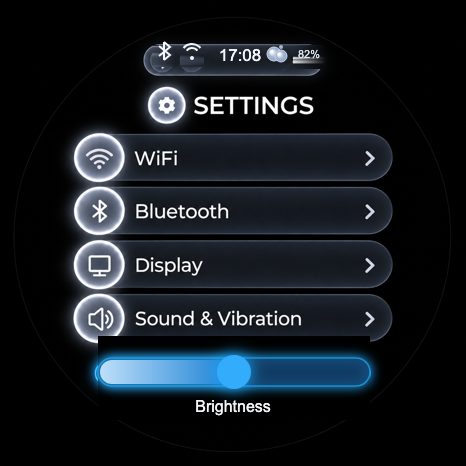 17:08 82%
SETTINGS
WiFi
Bluetooth
Display
Sound & Vibration
Brightness